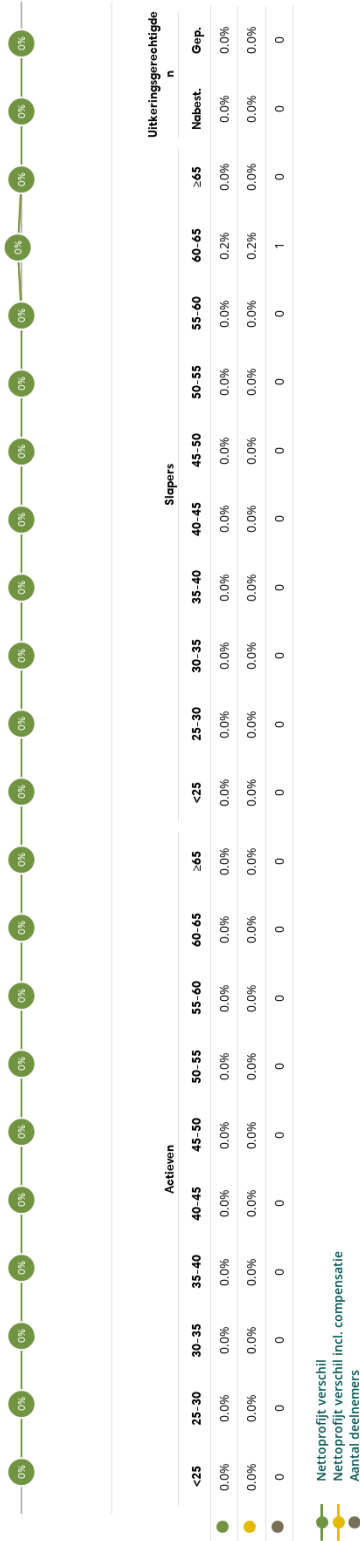 0% 0% 0% 0% 0% 0% 0% 0% 0% 0% 0% 0% 0% 0% 0% 0% 0% 0% 0% 0% 0% 0%
Actieven Slapers Uitkeringsgerechtigde
n
<25 25-30 30-35 35-40 40-45 45-50 50-55 55-60 60-65 ≥65 <25 25-30 30-35 35-40 40-45 45-50 50-55 55-60 60-65 ≥65 Nabest. Gep.
0.0% 0.0% 0.0% 0.0% 0.0% 0.0% 0.0% 0.0% 0.0% 0.0% 0.0% 0.0% 0.0% 0.0% 0.0% 0.0% 0.0% 0.0% 0.2% 0.0% 0.0% 0.0%
0.0% 0.0% 0.0% 0.0% 0.0% 0.0% 0.0% 0.0% 0.0% 0.0% 0.0% 0.0% 0.0% 0.0% 0.0% 0.0% 0.0% 0.0% 0.2% 0.0% 0.0% 0.0%
0 0 0 0 0 0 0 0 0 0 0 0 0 0 0 0 0 0 1 0 0 0
Nettoprofijt verschil
Nettoprofijt verschil incl. compensatie
Aantal deelnemers